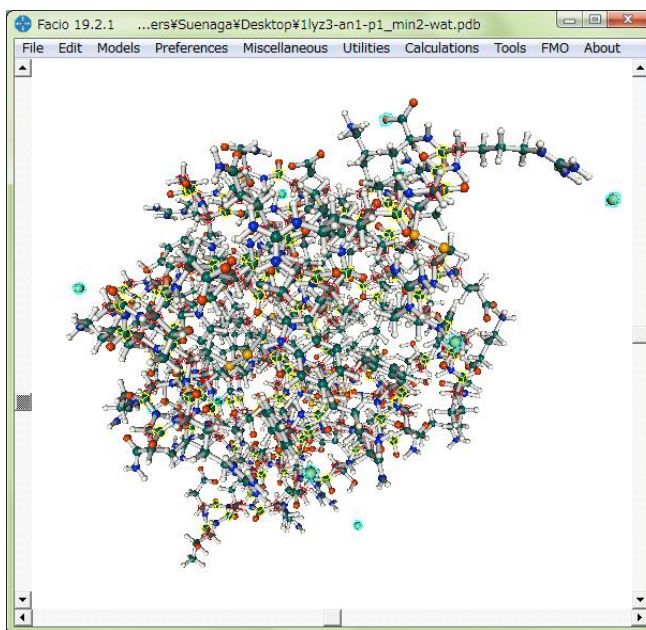 Facio 19.2.1 ...ers¥Suenaga¥Desktop¥1lyz3-an1-p1_min2-wat.pdb
File Edit Models Preferences Miscellaneous Utilities Calculations Tools FMO About